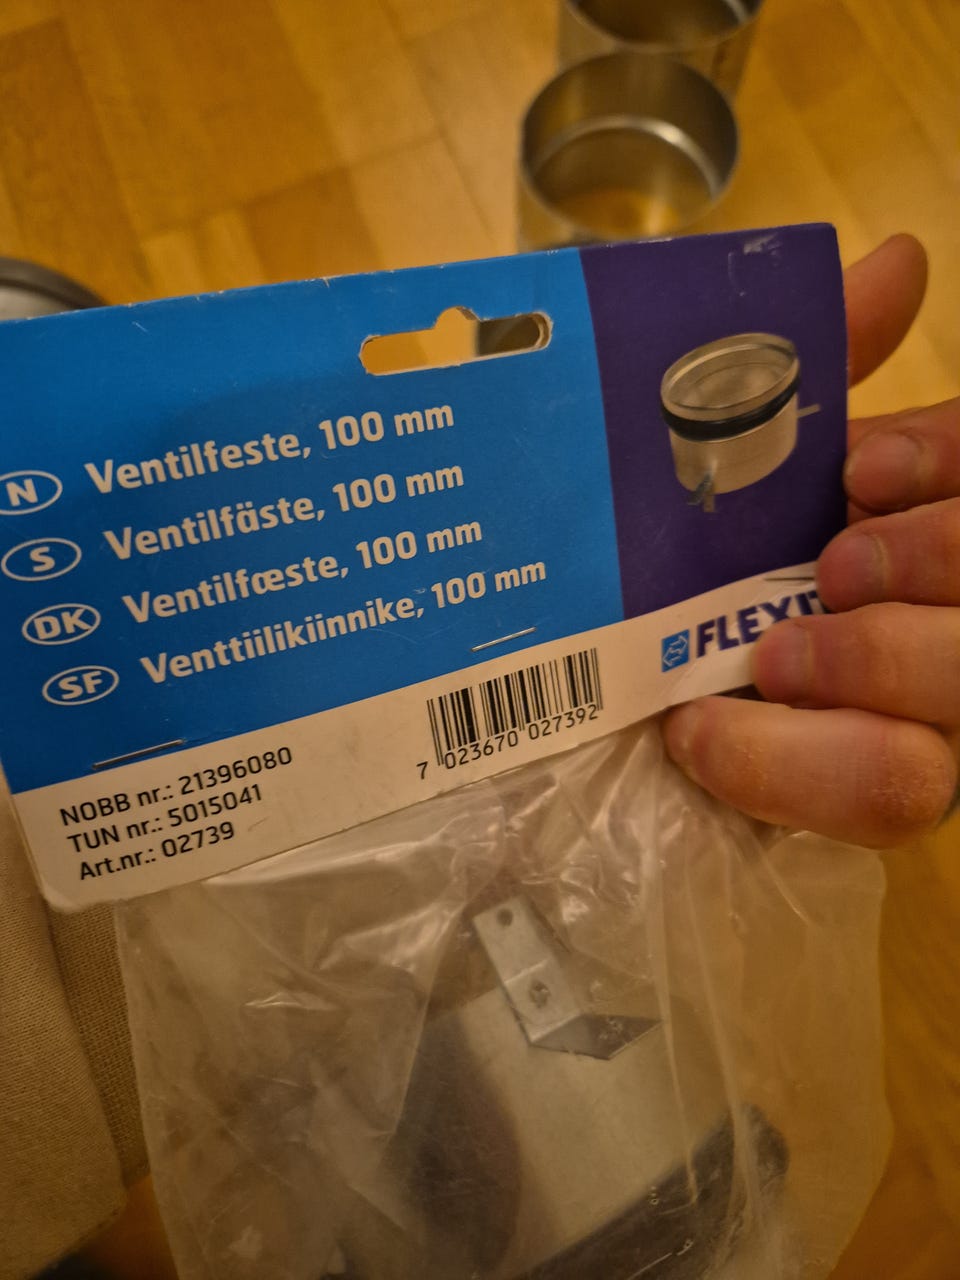 N Ventilfeste, 100 mm
S Ventilfäste, 100 mm
DK Ventilfæste, 100 mm
SF Venttiilikiinnike, 100 mm
FLEXIT
7 023670 027392
NOBB nr.: 21396080
TUN nr.: 5015041
Art.nr.: 02739